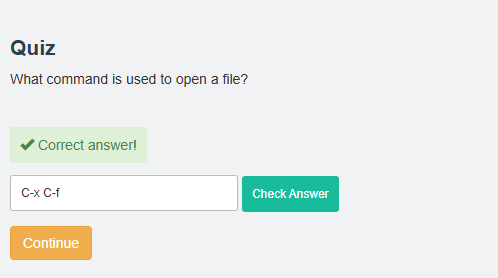 Quiz
What command is used to open a file?
✔ Correct answer!
C-x C-f
Check Answer
Continue